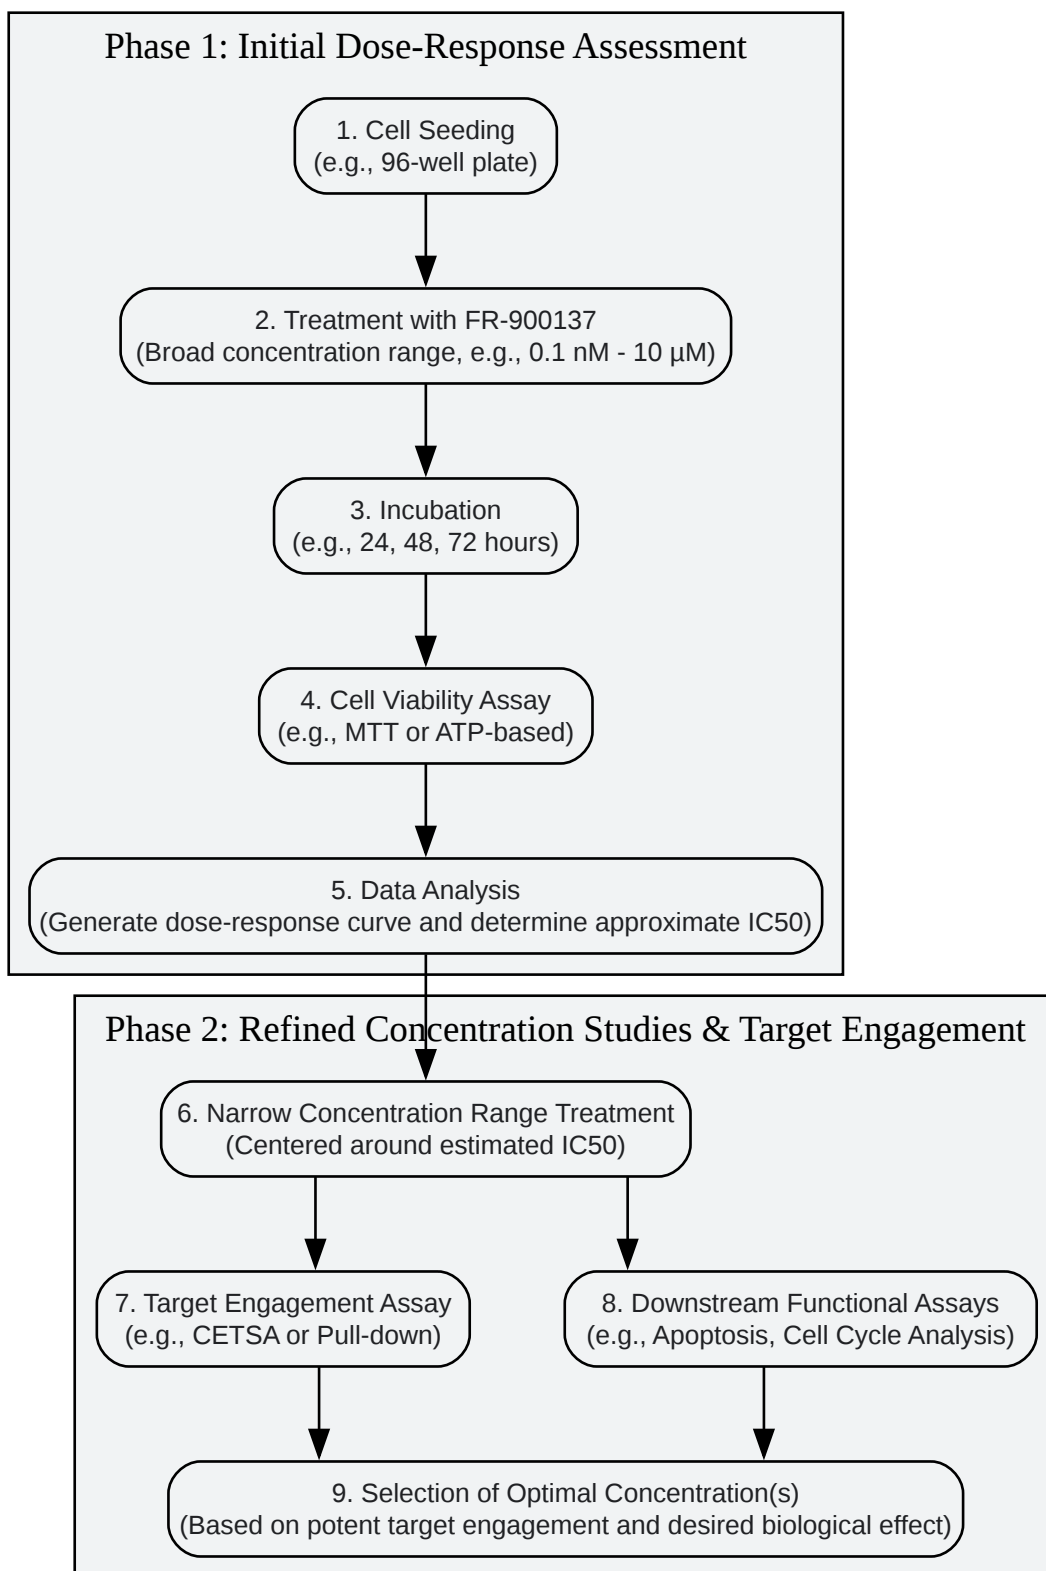 Phase 1: Initial Dose-Response Assessment
1. Cell Seeding
(e.g., 96-well plate)
2. Treatment with FR-900137
(Broad concentration range, e.g., 0.1 nM - 10 µM)
3. Incubation
(e.g., 24, 48, 72 hours)
4. Cell Viability Assay
(e.g., MTT or ATP-based)
5. Data Analysis
(Generate dose-response curve and determine approximate IC50)
Phase 2: Refined Concentration Studies & Target Engagement
6. Narrow Concentration Range Treatment
(Centered around estimated IC50)
7. Target Engagement Assay
(e.g., CETSA or Pull-down)
8. Downstream Functional Assays
(e.g., Apoptosis, Cell Cycle Analysis)
9. Selection of Optimal Concentration(s)
(Based on potent target engagement and desired biological effect)